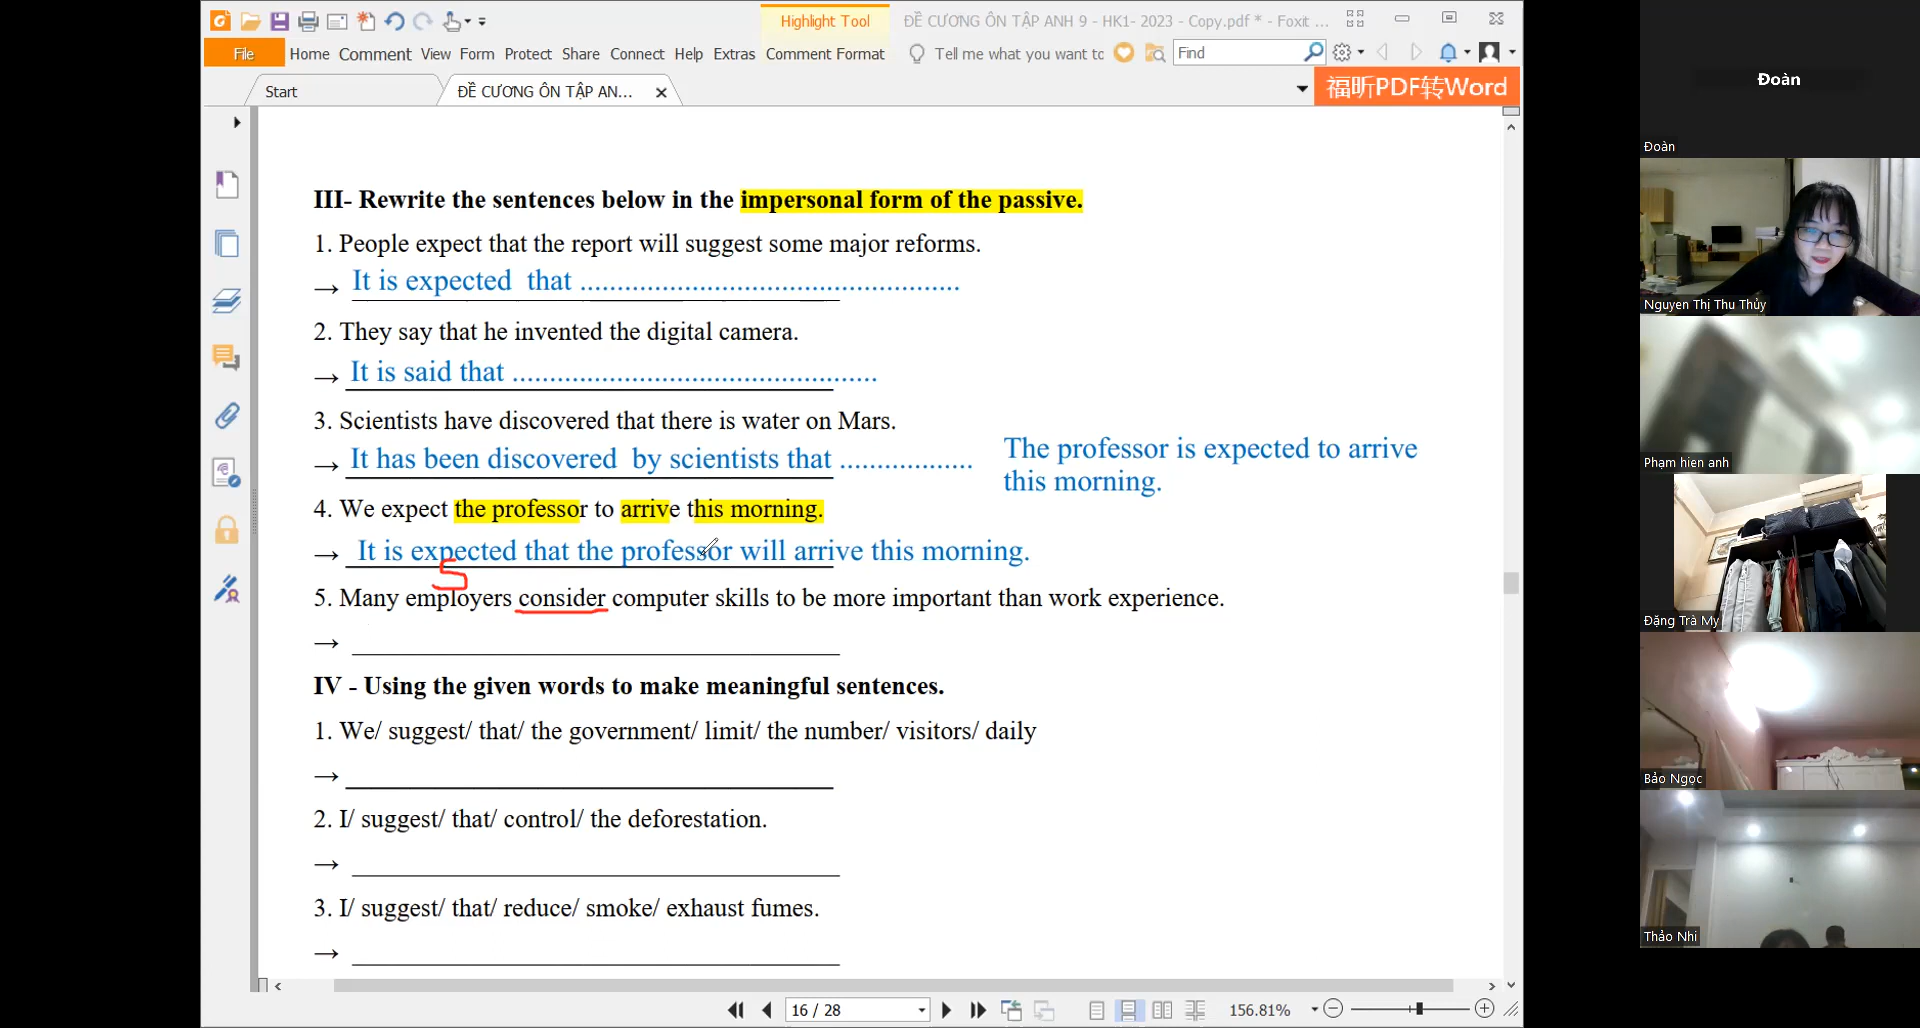 Highlight Tool
ĐỀ CƯƠNG ÔN TẬP ANH 9 - HK1- 2023 - Copy.pdf * - Foxit ...
File Home Comment View Form Protect Share Connect Help Extras Comment Format Tell me what you want to Find
Start ĐỀ CƯƠNG ÔN TẬP AN... 福昕PDF转Word
III- Rewrite the sentences below in the impersonal form of the passive.
1. People expect that the report will suggest some major reforms.
→ It is expected that ...................................................
2. They say that he invented the digital camera.
→ It is said that .................................................
3. Scientists have discovered that there is water on Mars.
→ It has been discovered by scientists that ..................
The professor is expected to arrive
this morning.
4. We expect the professor to arrive this morning.
→ It is expected that the professor will arrive this morning.
S
5. Many employers consider computer skills to be more important than work experience.
→
IV - Using the given words to make meaningful sentences.
1. We/ suggest/ that/ the government/ limit/ the number/ visitors/ daily
→
2. I/ suggest/ that/ control/ the deforestation.
→
3. I/ suggest/ that/ reduce/ smoke/ exhaust fumes.
→
16 / 28 156.81%
Đoàn
Đoàn
Nguyen Thị Thu Thủy
Phạm hien anh
Đặng Trà My
Bảo Ngọc
Thảo Nhi